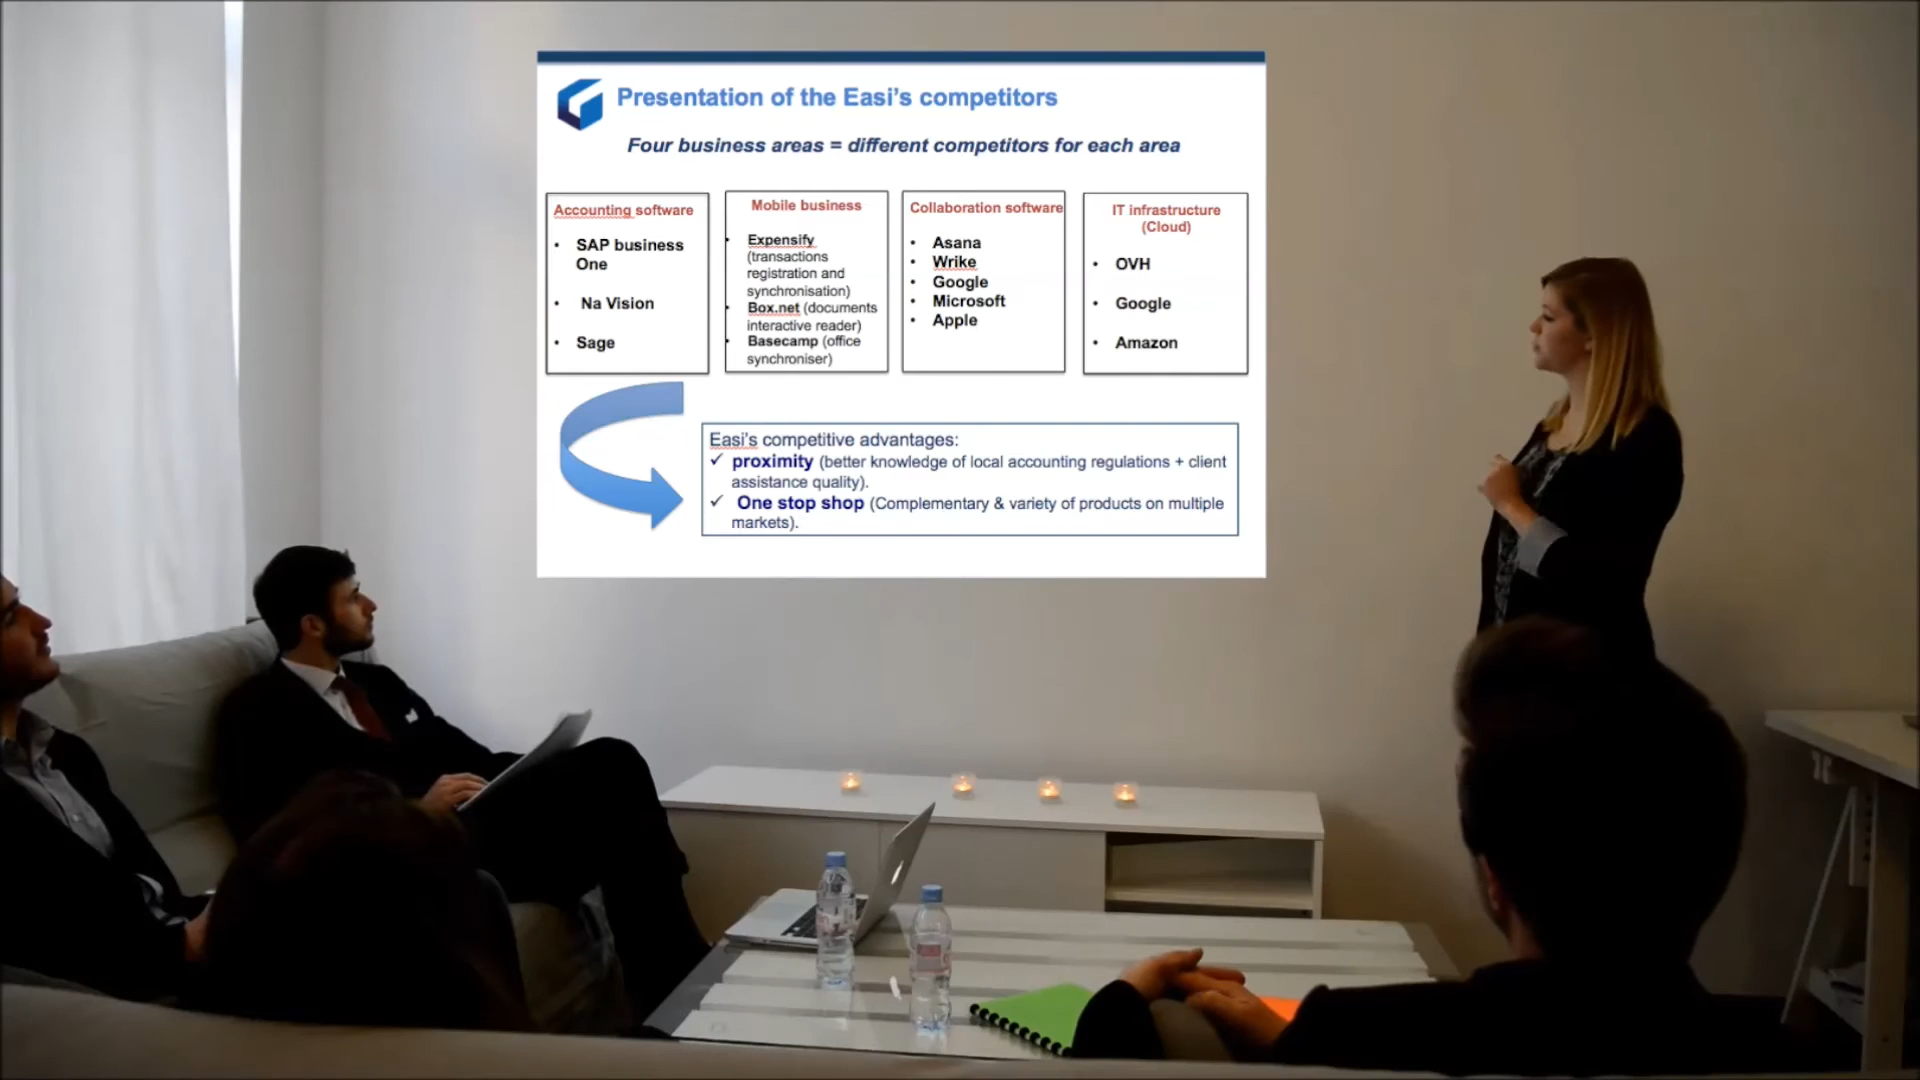 Presentation of the Easi's competitors
Four business areas = different competitors for each area
Accounting software
• SAP business
One
• Na Vision
• Sage
Mobile business
• Expensify
(transactions
registration and
synchronisation)
• Box.net (documents
interactive reader)
• Basecamp (office
synchroniser)
Collaboration software
• Asana
• Wrike
• Google
• Microsoft
• Apple
IT infrastructure
(Cloud)
• OVH
• Google
• Amazon
Easi's competitive advantages:
✓ proximity (better knowledge of local accounting regulations + client
assistance quality).
✓ One stop shop (Complementary & variety of products on multiple
markets).